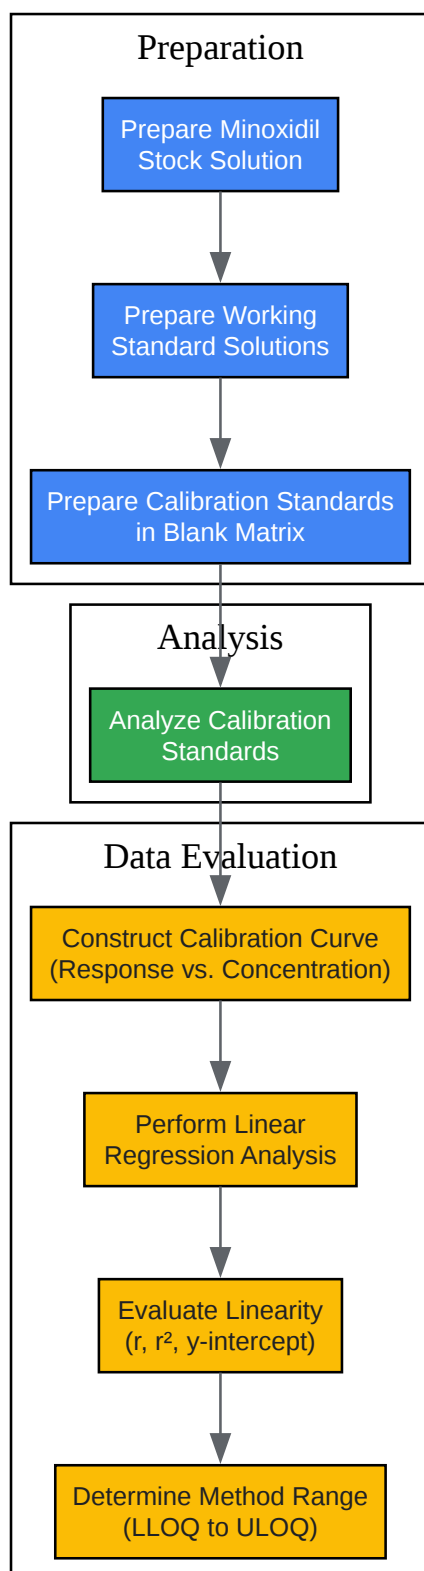 Preparation
Prepare Minoxidil
Stock Solution
Prepare Working
Standard Solutions
Prepare Calibration Standards
in Blank Matrix
Analysis
Analyze Calibration
Standards
Data Evaluation
Construct Calibration Curve
(Response vs. Concentration)
Perform Linear
Regression Analysis
Evaluate Linearity
(r, r², y-intercept)
Determine Method Range
(LLOQ to ULOQ)